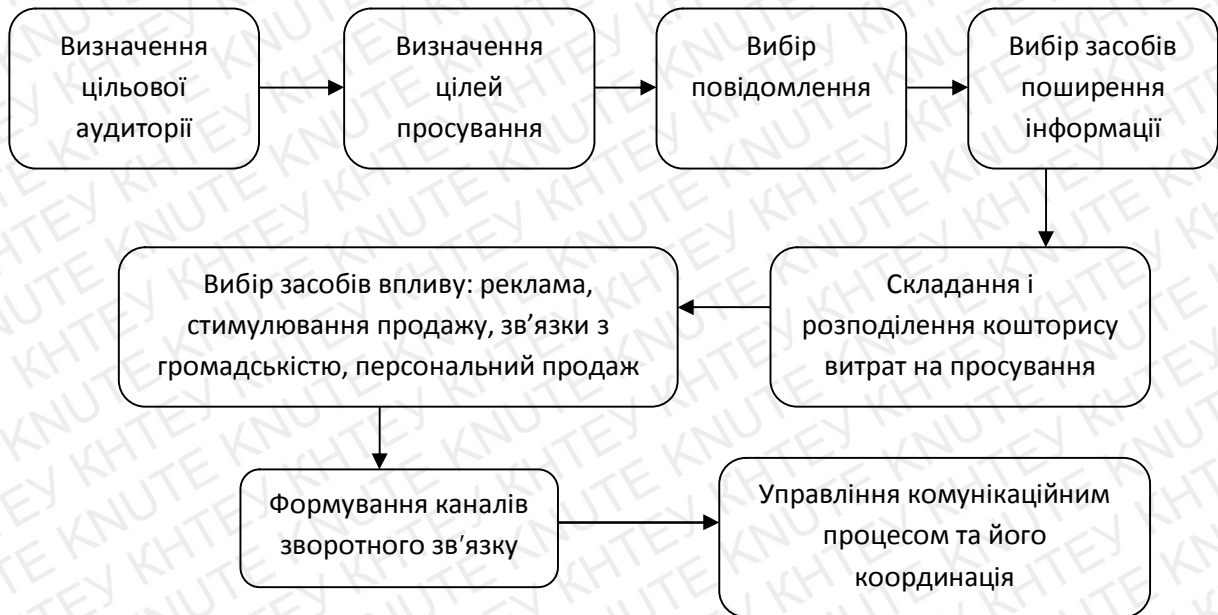 Визначення
цільової
аудиторії
Визначення
цілей
просування
Вибір
повідомлення
Вибір засобів
поширення
інформації
Складання і
розподілення кошторису
витрат на просування
Вибір засобів впливу: реклама,
стимулювання продажу, зв’язки з
громадськістю, персональний продаж
Формування каналів
зворотного зв′язку
Управління комунікаційним
процесом та його
координація